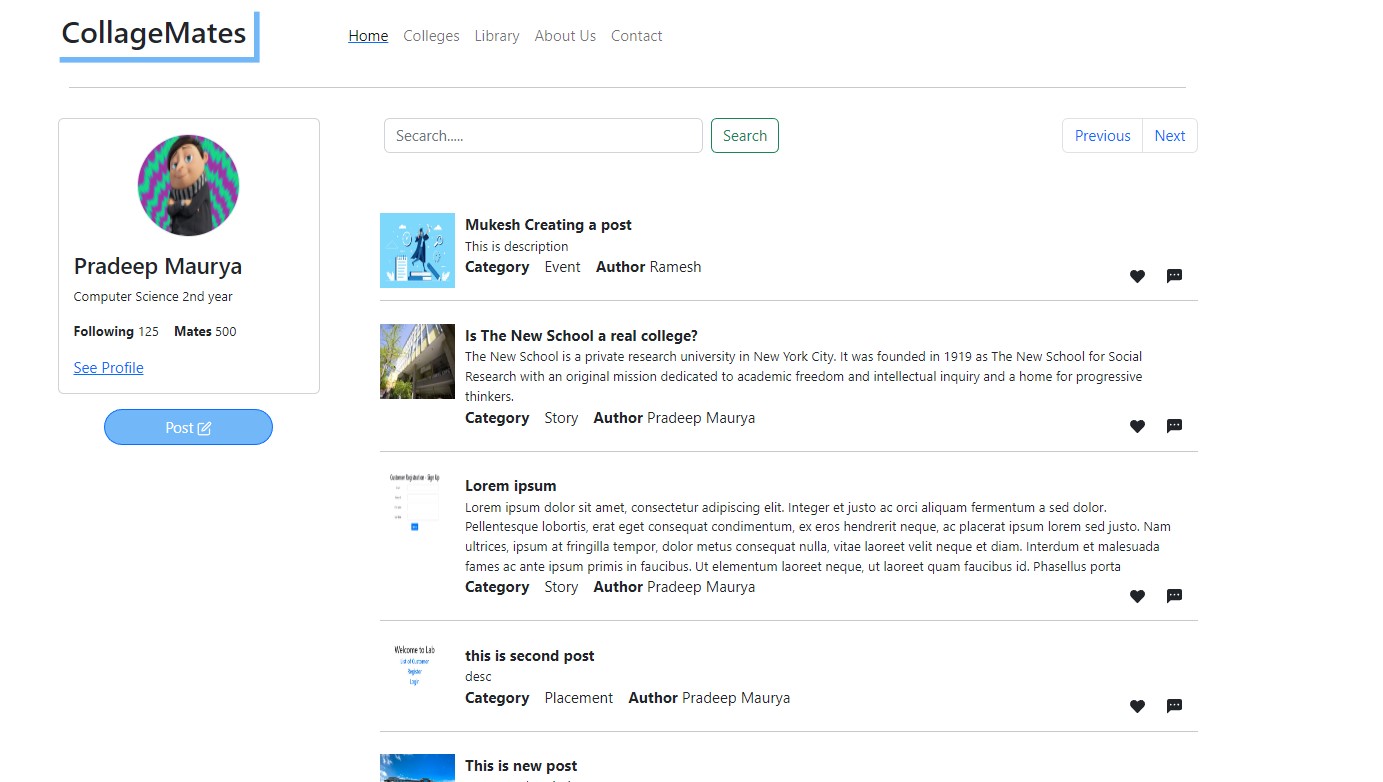 CollageMates
Home Colleges Library About Us Contact
Secarch..... Search Previous Next
Pradeep Maurya
Computer Science 2nd year
Following 125 Mates 500
See Profile
Post
Mukesh Creating a post
This is description
Category Event Author Ramesh
Is The New School a real college?
The New School is a private research university in New York City. It was founded in 1919 as The New School for Social
Research with an original mission dedicated to academic freedom and intellectual inquiry and a home for progressive
thinkers.
Category Story Author Pradeep Maurya
Customer Registration - Sign Up
Lorem ipsum
Lorem ipsum dolor sit amet, consectetur adipiscing elit. Integer et justo ac orci aliquam fermentum a sed dolor.
Pellentesque lobortis, erat eget consequat condimentum, ex eros hendrerit neque, ac placerat ipsum lorem sed justo. Nam
ultrices, ipsum at fringilla tempor, dolor metus consequat nulla, vitae laoreet velit neque et diam. Interdum et malesuada
fames ac ante ipsum primis in faucibus. Ut elementum laoreet neque, ut laoreet quam faucibus id. Phasellus porta
Category Story Author Pradeep Maurya
Welcome to Lab
List of Customer
Register
Login
this is second post
desc
Category Placement Author Pradeep Maurya
This is new post